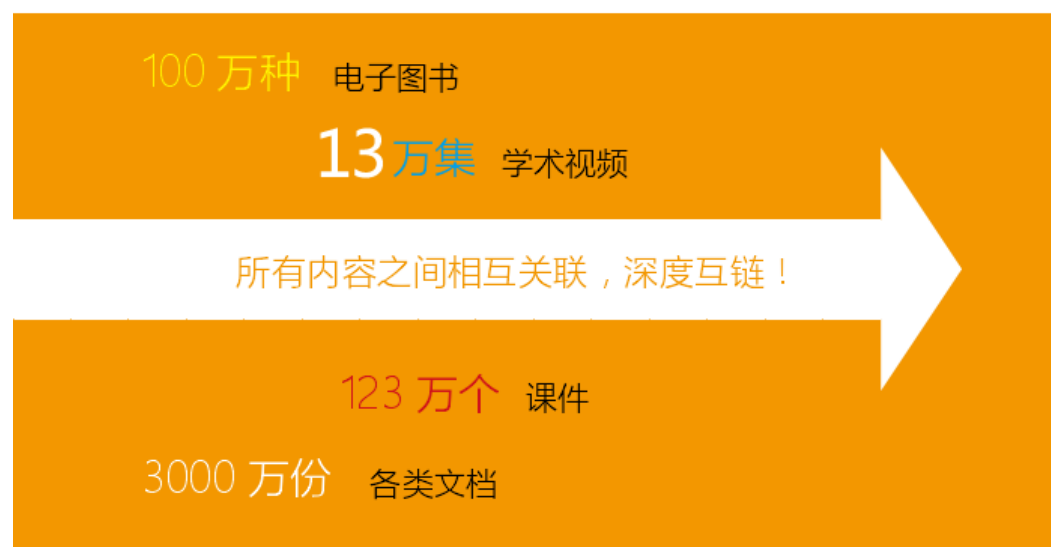 100 万种 电子图书
13万集 学术视频
所有内容之间相互关联，深度互链！
123 万个 课件
3000 万份 各类文档